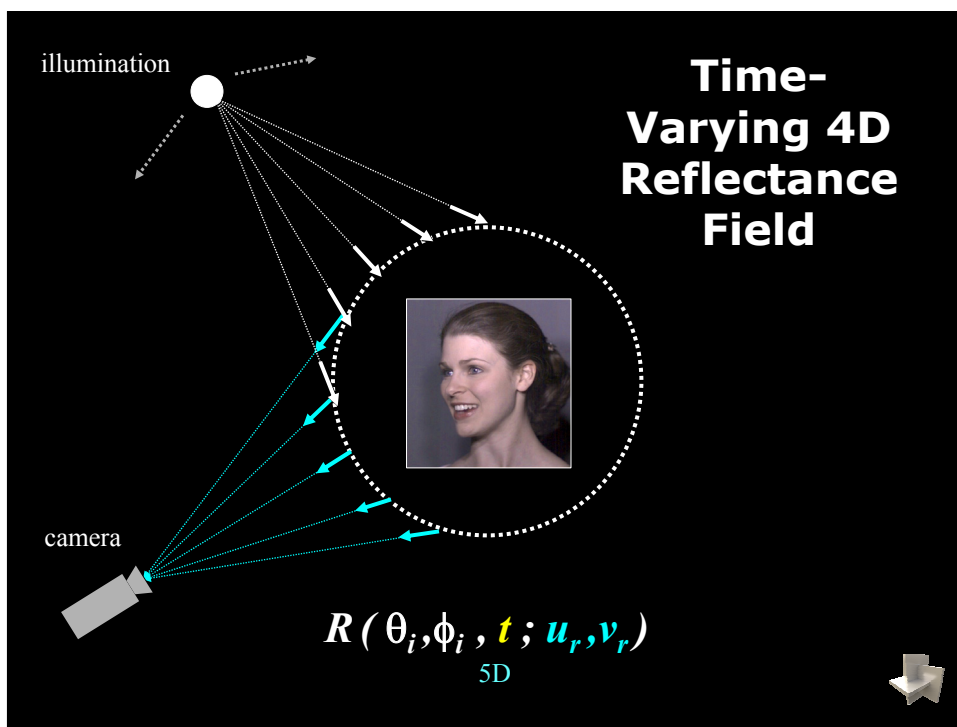 illumination
Time-
Varying 4D
Reflectance
Field
camera
R ( θi ,ϕi , t ; ur ,vr )
5D